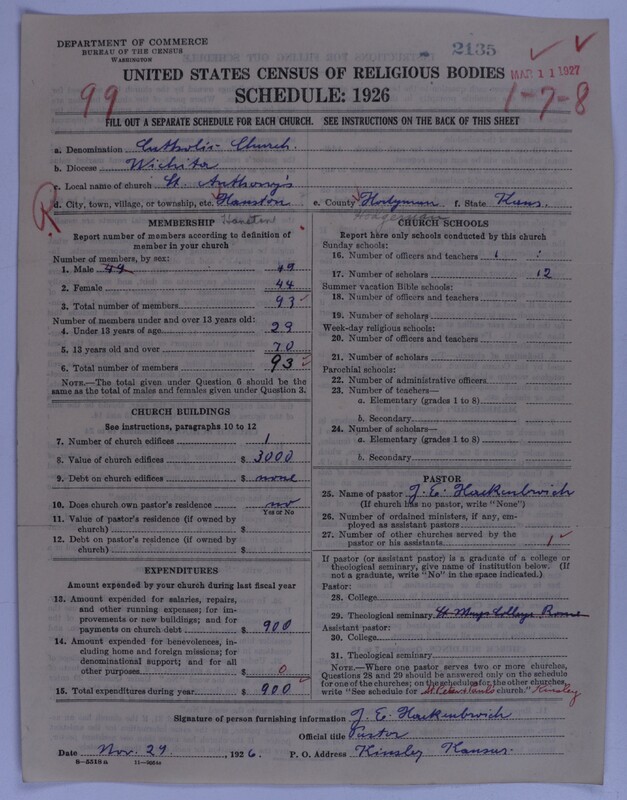 DEPARTMENT OF COMMERCE
BUREAU OF THE CENSUS
WASHINGTON
2135
MAR 11 1927
UNITED STATES CENSUS OF RELIGIOUS BODIES
99
SCHEDULE: 1926
1-7-8
FILL OUT A SEPARATE SCHEDULE FOR EACH CHURCH. SEE INSTRUCTIONS ON THE BACK OF THIS SHEET
a. Denomination Catholic Church.
b. Diocese Wichita
c. Local name of church St. Anthony's
d. City, town, village, or township, etc. Hanston e. County Hodgman f. State Kans.
R
Hanston
Hodgeman
MEMBERSHIP
Report number of members according to definition of member in your church
Number of members, by sex:
1. Male 49 49
2. Female 44
3. Total number of members 93
Number of members under and over 13 years old:
4. Under 13 years of age 29
5. 13 years old and over 70
6. Total number of members 93
NOTE.—The total given under Question 6 should be the
same as the total of males and females given under Question 3.
CHURCH BUILDINGS
See instructions, paragraphs 10 to 12
7. Number of church edifices 1
8. Value of church edifices $ 3000
9. Debt on church edifices $ none
10. Does church own pastor's residence no
Yes or No
11. Value of pastor's residence (if owned by
church) $
12. Debt on pastor's residence (if owned by
church) $
EXPENDITURES
Amount expended by your church during last fiscal year
13. Amount expended for salaries, repairs,
and other running expenses; for im-
provements or new buildings; and for
payments on church debt $ 900
14. Amount expended for benevolences, in-
cluding home and foreign missions; for
denominational support; and for all
other purposes $ 0
15. Total expenditures during year $ 900
CHURCH SCHOOLS
Report here only schools conducted by this church
Sunday schools:
16. Number of officers and teachers 1
17. Number of scholars 12
Summer vacation Bible schools:
18. Number of officers and teachers
19. Number of scholars
Week-day religious schools:
20. Number of officers and teachers
21. Number of scholars
Parochial schools:
22. Number of administrative officers
23. Number of teachers—
a. Elementary (grades 1 to 8)
b. Secondary
24. Number of scholars—
a. Elementary (grades 1 to 8)
b. Secondary
PASTOR
25. Name of pastor J. E. Hackenbroich
(If church has no pastor, write "None")
26. Number of ordained ministers, if any, em-
ployed as assistant pastors
27. Number of other churches served by the
pastor or his assistants 1
If pastor (or assistant pastor) is a graduate of a college or
theological seminary, give name of institution below. (If
not a graduate, write "No" in the space indicated.)
Pastor:
28. College
29. Theological seminary St Marys College Rome
Assistant pastor:
30. College
31. Theological seminary
NOTE.—Where one pastor serves two or more churches,
Questions 28 and 29 should be answered only on the schedule
for one of the churches; on the schedules for the other churches,
write "See schedule for church." Kinsley
Signature of person furnishing information J. E. Hackenbroich
Official title Pastor
Date Nov. 29, 1926. P. O. Address Kinsley Kansas.
8-5519 a